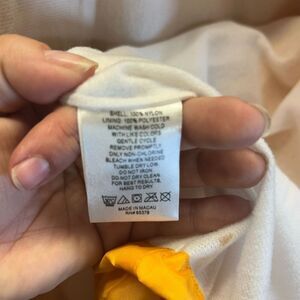 SHELL: 100% NYLON
LINING: 100% POLYESTER
MACHINE WASH COLD
WITH LIKE COLORS
GENTLE CYCLE
REMOVE PROMPTLY
ONLY NON-CHLORINE
BLEACH WHEN NEEDED
TUMBLE DRY LOW
DO NOT IRON
DO NOT DRY CLEAN
FOR BEST RESULTS,
HANG TO DRY
MADE IN MACAU
RN# 65379